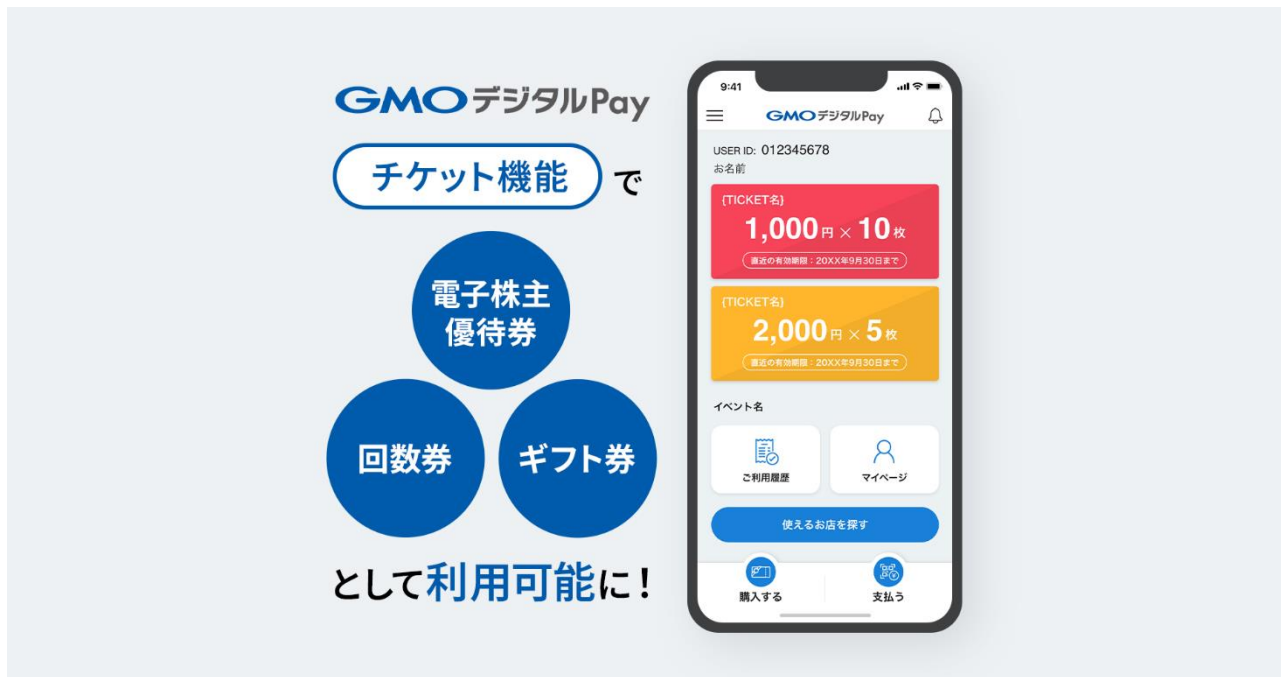 GMOデジタルPay
チケット機能で
電子株主
優待券
回数券
ギフト券
として利用可能に！
9:41
GMOデジタルPay
USER ID: 012345678
お名前
{TICKET名}
1,000円×10枚
直近の有効期限：20XX年9月30日まで
{TICKET名}
2,000円×5枚
直近の有効期限：20XX年9月30日まで
イベント名
ご利用履歴
マイページ
使えるお店を探す
購入する
支払う